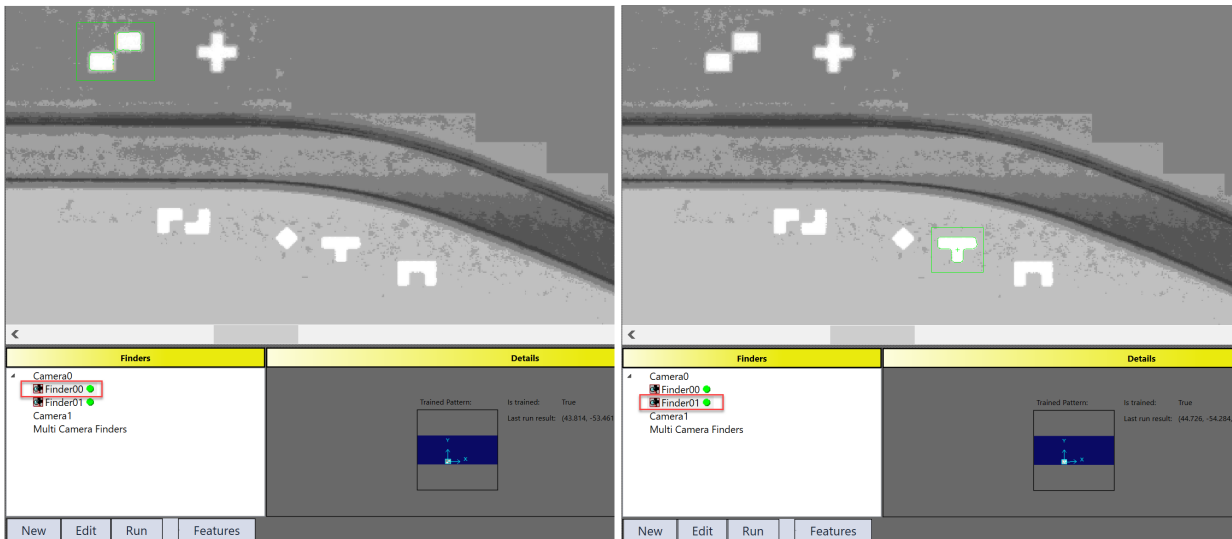 Finders
Details
Camera0
Finder00
Finder01
Camera1
Multi Camera Finders
Trained Pattern:
Is trained: True
Last run result: (43.814, -53.461
Y
X
New Edit Run Features
Finders
Details
Camera0
Finder00
Finder01
Camera1
Multi Camera Finders
Trained Pattern:
Is trained: True
Last run result: (44.726, -54.284,
Y
X
New Edit Run Features